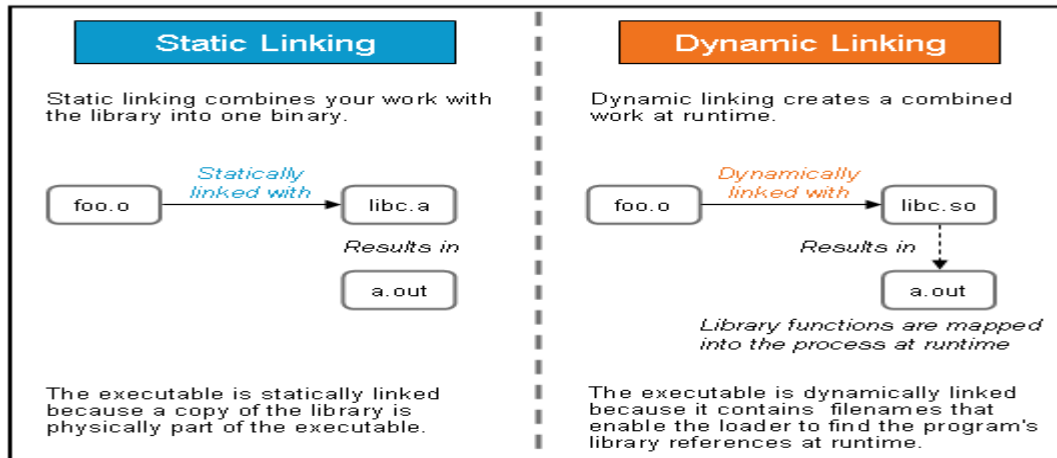 Static Linking
Static linking combines your work with
the library into one binary.
Statically
linked with
foo.o
libc.a
Results in
a.out
The executable is statically linked
because a copy of the library is
physically part of the executable.
Dynamic Linking
Dynamic linking creates a combined
work at runtime.
Dynamically
linked with
foo.o
libc.so
Results in
a.out
Library functions are mapped
into the process at runtime
The executable is dynamically linked
because it contains filenames that
enable the loader to find the program's
library references at runtime.